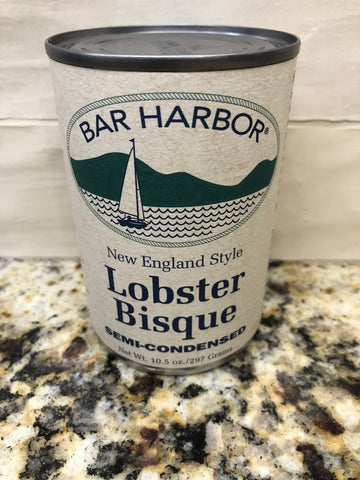 BAR HARBOR®
New England Style
Lobster
Bisque
SEMI-CONDENSED
Net Wt. 10.5 oz./297 Grams